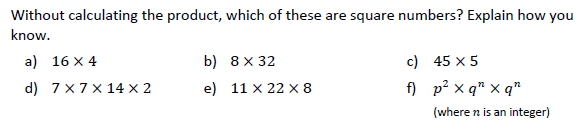 Without calculating the product, which of these are square numbers? Explain how you
know.
a) 16 × 4 b) 8 × 32 c) 45 × 5
d) 7 × 7 × 14 × 2 e) 11 × 22 × 8 f) p² × qⁿ × qⁿ
(where n is an integer)